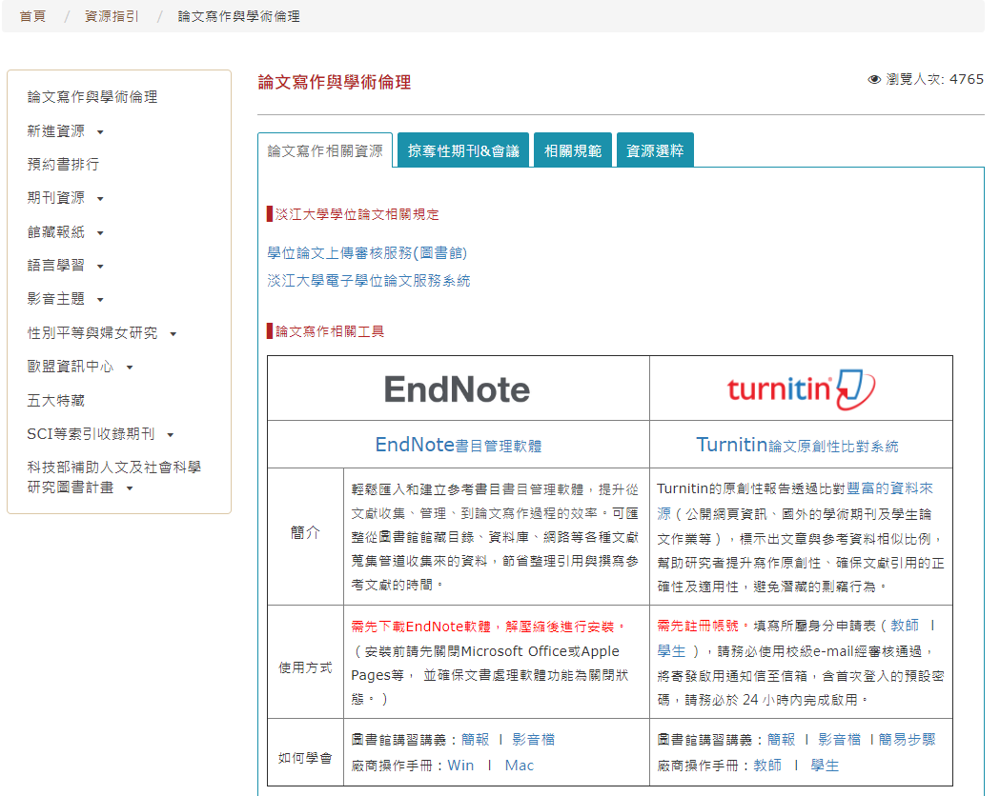 首頁 / 資源指引 / 論文寫作與學術倫理
論文寫作與學術倫理
新進資源
預約書排行
期刊資源
館藏報紙
語言學習
影音主題
性別平等與婦女研究
歐盟資訊中心
五大特藏
SCI等索引收錄期刊
科技部補助人文及社會科學
研究圖書計畫
論文寫作與學術倫理
瀏覽人次: 4765
論文寫作相關資源 掠奪性期刊&會議 相關規範 資源選粹
淡江大學學位論文相關規定
學位論文上傳審核服務(圖書館)
淡江大學電子學位論文服務系統
論文寫作相關工具
EndNote
turnitin
EndNote書目管理軟體
Turnitin論文原創性比對系統
簡介
輕鬆匯入和建立參考書目書目管理軟體，提升從
文獻收集、管理、到論文寫作過程的效率。可匯
整從圖書館館藏目錄、資料庫、網路等各種文獻
蒐集管道收集來的資料，節省整理引用與撰寫參
考文獻的時間。
Turnitin的原創性報告透過比對豐富的資料來
源（公開網頁資訊、國外的學術期刊及學生論
文作業等），標示出文章與參考資料相似比例，
幫助研究者提升寫作原創性、確保文獻引用的正
確性及適用性，避免潛藏的剽竊行為。
使用方式
需先下載EndNote軟體，解壓縮後進行安裝。
（安裝前請先關閉Microsoft Office或Apple
Pages等， 並確保文書處理軟體功能為關閉狀
態。）
需先註冊帳號。填寫所屬身分申請表（教師 l
學生 ），請務必使用校級e-mail經審核通過，
將寄發啟用通知信至信箱，含首次登入的預設密
碼，請務必於 24 小時內完成啟用。
如何學會
圖書館講習講義：簡報 l 影音檔
廠商操作手冊：Win l Mac
圖書館講習講義：簡報 l 影音檔 l 簡易步驟
廠商操作手冊：教師 l 學生